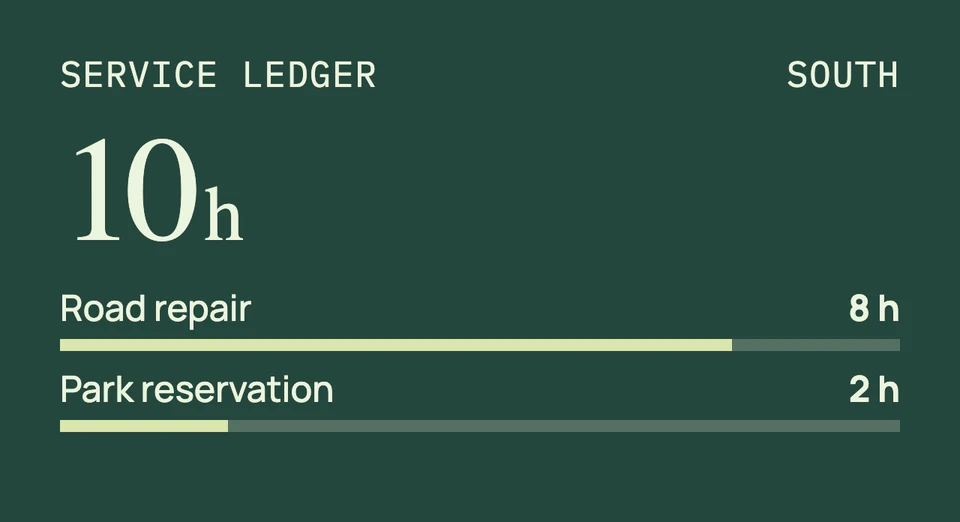 SERVICE LEDGER SOUTH
10h
Road repair 8 h
Park reservation 2 h